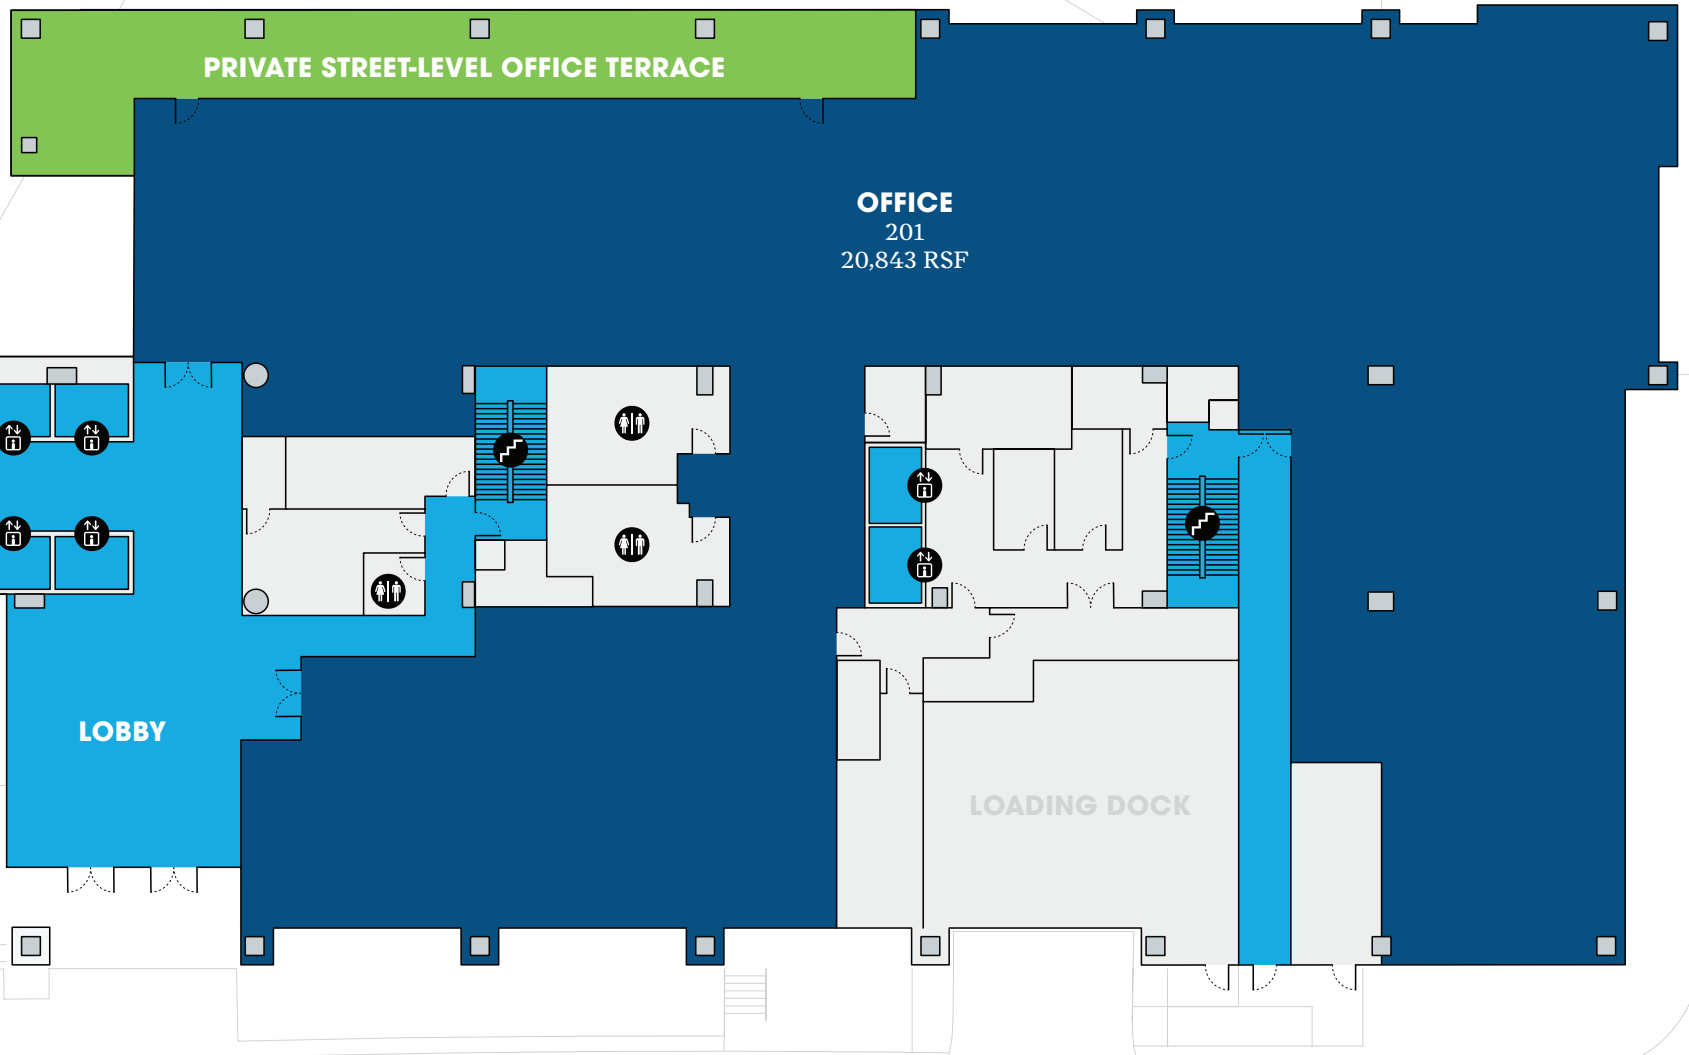 PRIVATE STREET-LEVEL OFFICE TERRACE
OFFICE
201
20,843 RSF
LOBBY
LOADING DOCK